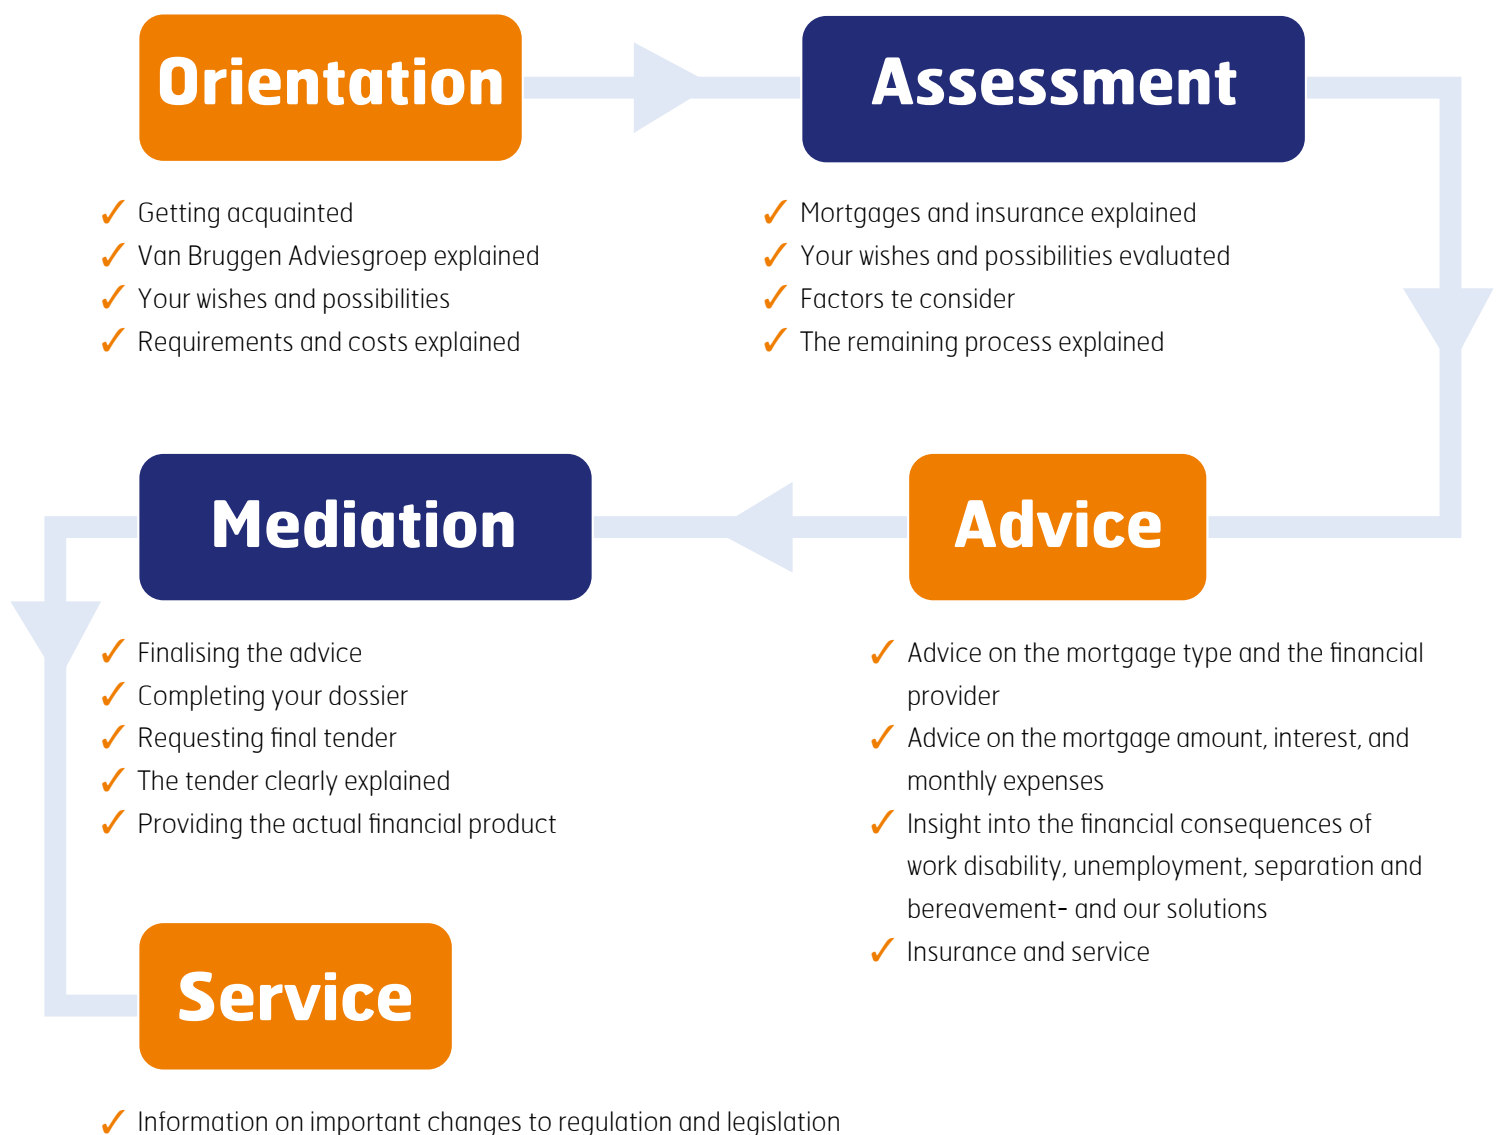 Orientation
✓ Getting acquainted
✓ Van Bruggen Adviesgroep explained
✓ Your wishes and possibilities
✓ Requirements and costs explained
Assessment
✓ Mortgages and insurance explained
✓ Your wishes and possibilities evaluated
✓ Factors te consider
✓ The remaining process explained
Advice
✓ Advice on the mortgage type and the financial
provider
✓ Advice on the mortgage amount, interest, and
monthly expenses
✓ Insight into the financial consequences of
work disability, unemployment, separation and
bereavement- and our solutions
✓ Insurance and service
Mediation
✓ Finalising the advice
✓ Completing your dossier
✓ Requesting final tender
✓ The tender clearly explained
✓ Providing the actual financial product
Service
✓ Information on important changes to regulation and legislation